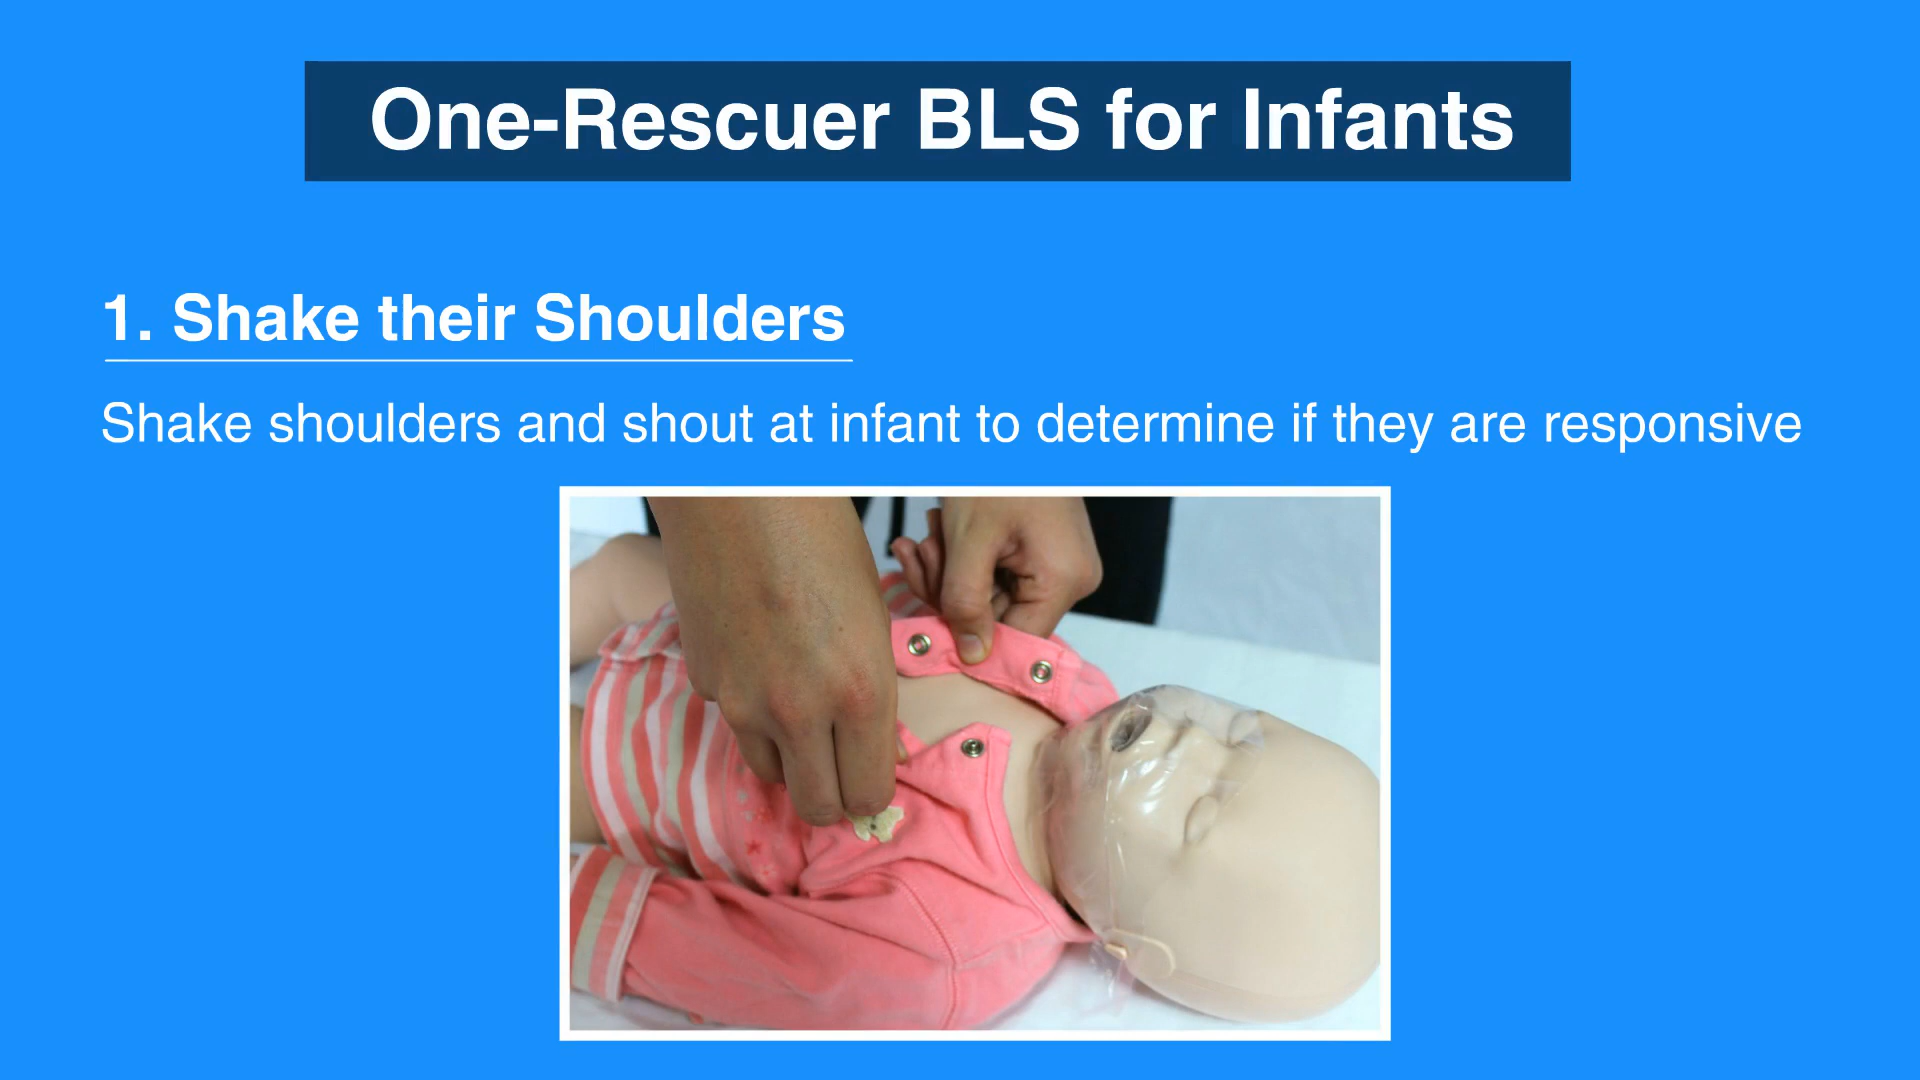 One-Rescuer BLS for Infants
1. Shake their Shoulders
Shake shoulders and shout at infant to determine if they are responsive